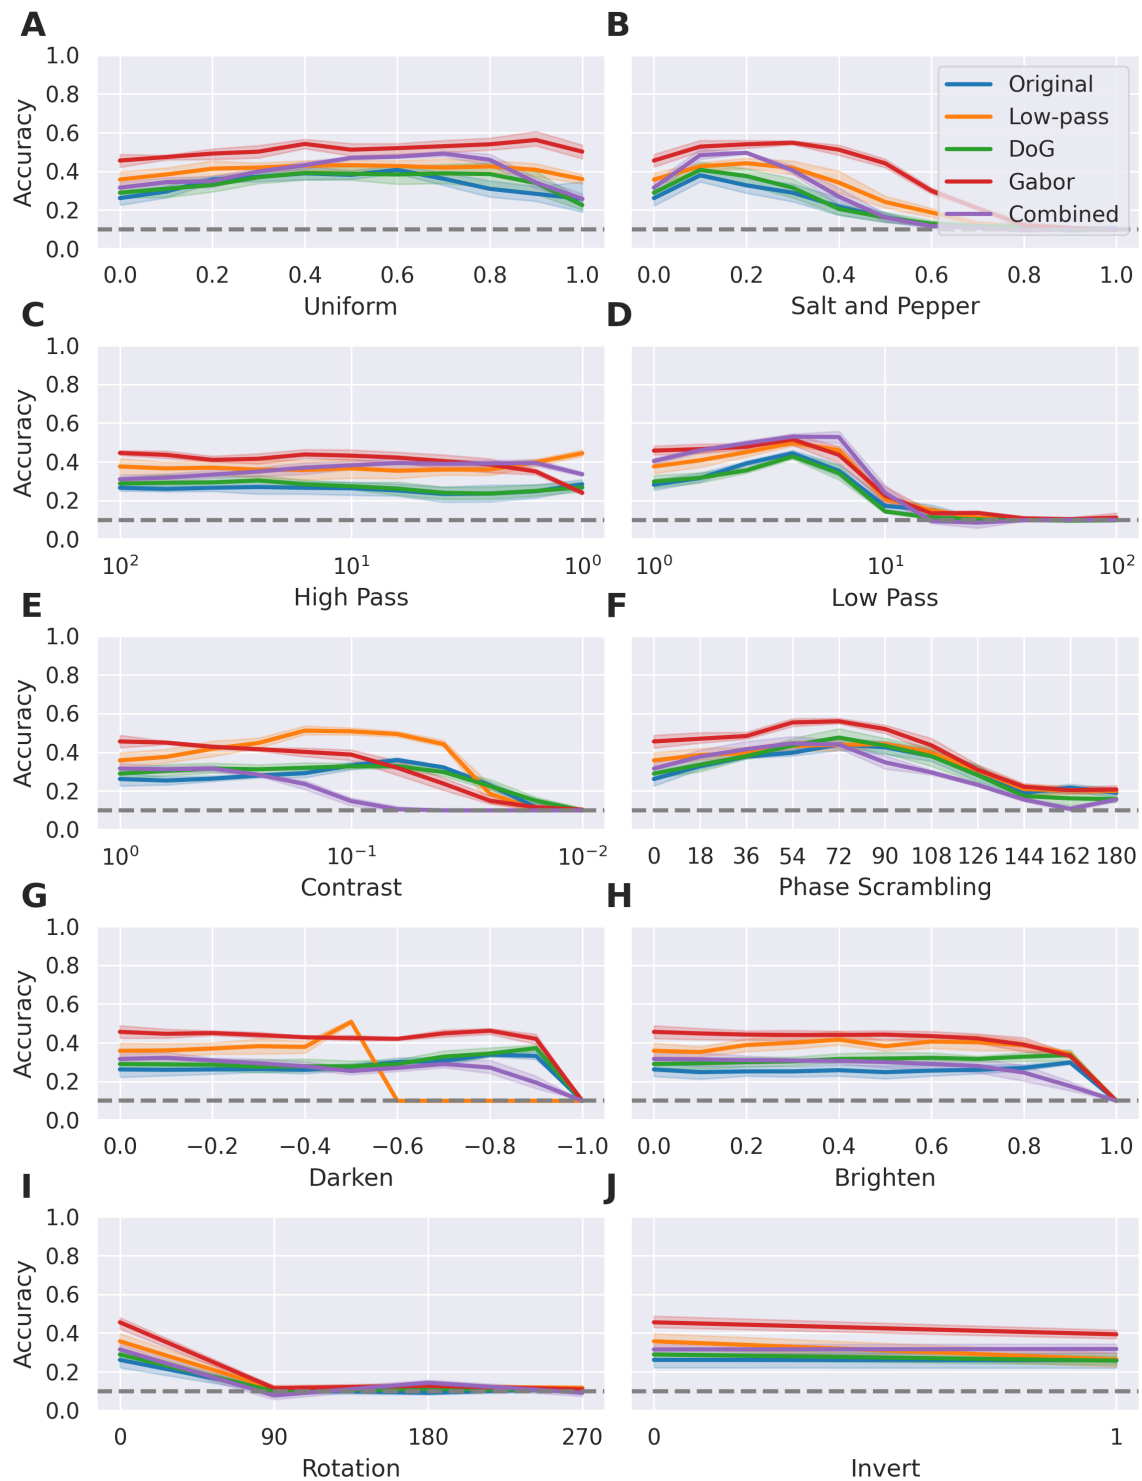 A
B
1.0
0.8
0.6
0.4
0.2
0.0
Accuracy
0.0 0.2 0.4 0.6 0.8 1.0
Uniform
Original
Low-pass
DoG
Gabor
Combined
0.0 0.2 0.4 0.6 0.8 1.0
Salt and Pepper
C
D
1.0
0.8
0.6
0.4
0.2
0.0
Accuracy
10² 10¹ 10⁰
High Pass
10⁰ 10¹ 10²
Low Pass
E
F
1.0
0.8
0.6
0.4
0.2
0.0
Accuracy
10⁰ 10⁻¹ 10⁻²
Contrast
0 18 36 54 72 90 108 126 144 162 180
Phase Scrambling
G
H
1.0
0.8
0.6
0.4
0.2
0.0
Accuracy
0.0 −0.2 −0.4 −0.6 −0.8 −1.0
Darken
0.0 0.2 0.4 0.6 0.8 1.0
Brighten
I
J
1.0
0.8
0.6
0.4
0.2
0.0
Accuracy
0 90 180 270
Rotation
0 1
Invert